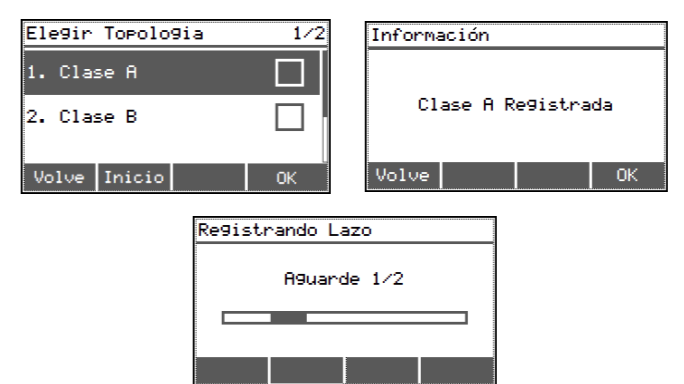 Elegir Topologia 1/2
1. Clase A
2. Clase B
Volve Inicio OK
Información
Clase A Registrada
Volve OK
Registrando Lazo
Aguarde 1/2